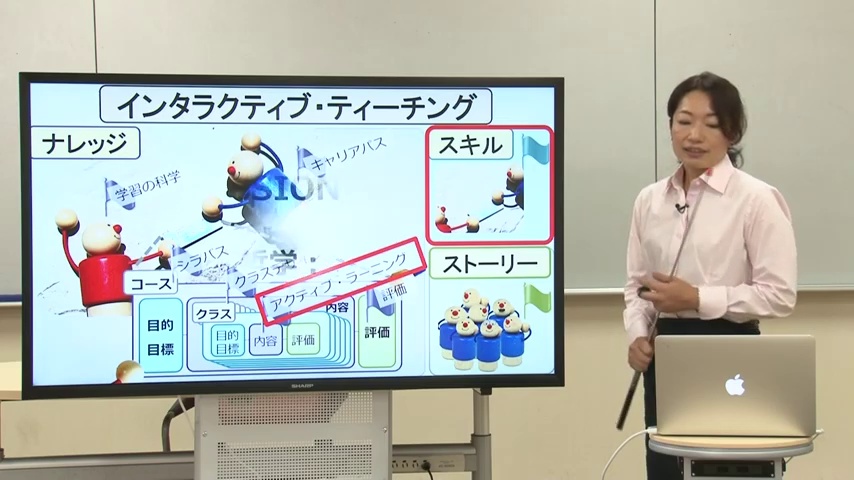 インタラクティブ・ティーチング
ナレッジ
スキル
学習の科学
キャリアパス
SION
学
シラバス
クラスデ
アクティブ・ラーニング
評価
ストーリー
コース
目的
目標
クラス
内容
目的
目標
内容
評価
評価
SHARP